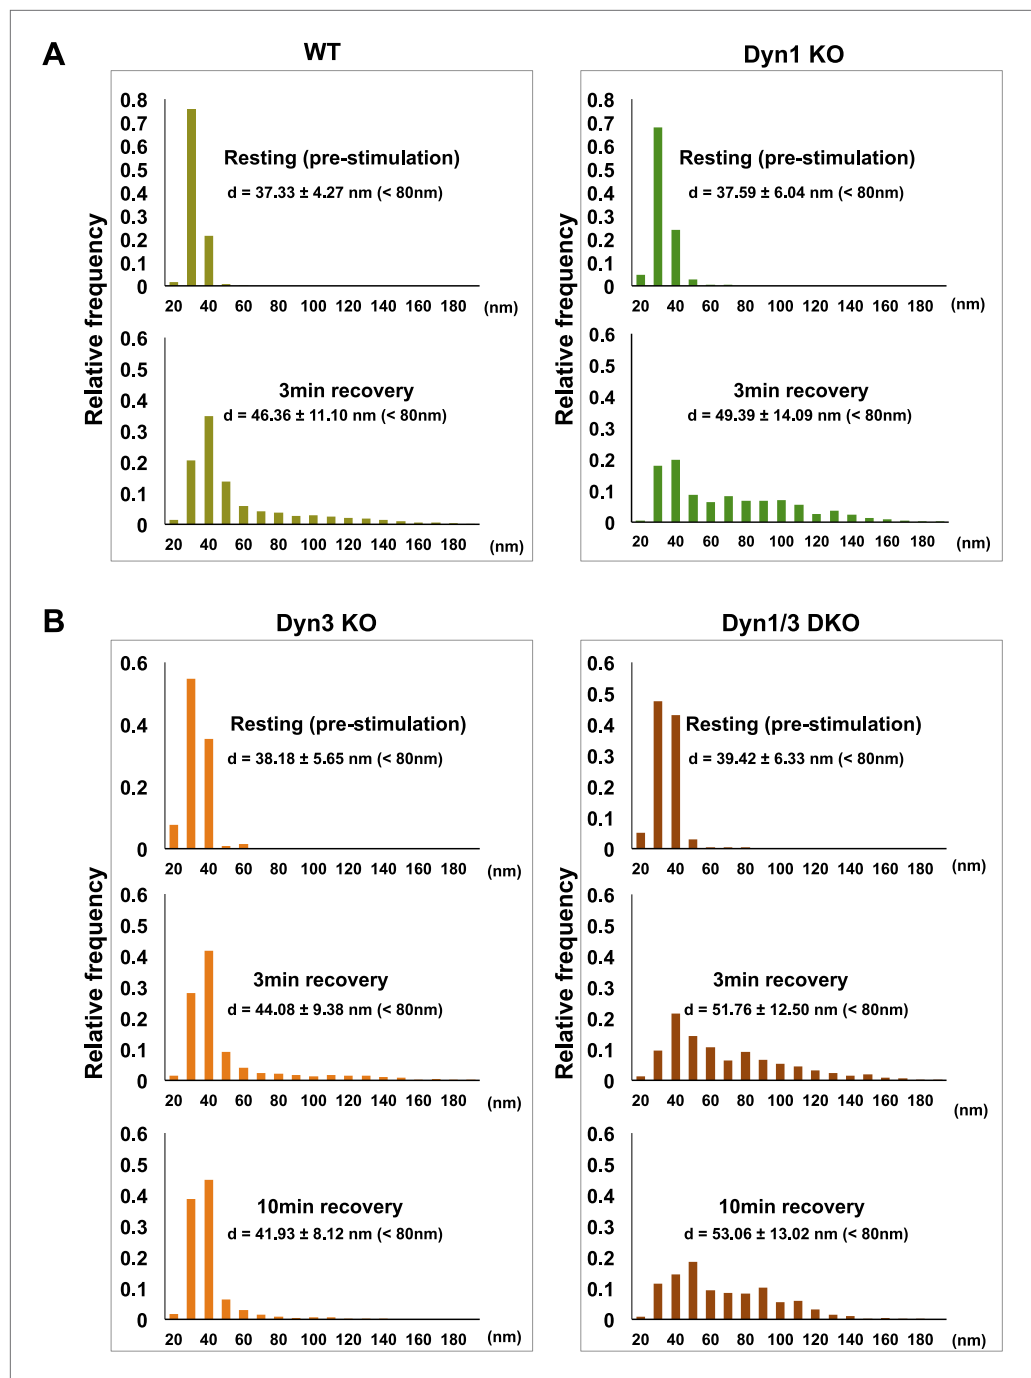 A
WT
Dyn1 KO
Relative frequency
0.8
0.7
0.6
0.5
0.4
0.3
0.2
0.1
0
Resting (pre-stimulation)
d = 37.33 ± 4.27 nm (< 80nm)
20 40 60 80 100 120 140 160 180 (nm)
0.6
0.5
0.4
0.3
0.2
0.1
0
3min recovery
d = 46.36 ± 11.10 nm (< 80nm)
20 40 60 80 100 120 140 160 180 (nm)
Relative frequency
0.8
0.7
0.6
0.5
0.4
0.3
0.2
0.1
0
Resting (pre-stimulation)
d = 37.59 ± 6.04 nm (< 80nm)
20 40 60 80 100 120 140 160 180 (nm)
0.6
0.5
0.4
0.3
0.2
0.1
0
3min recovery
d = 49.39 ± 14.09 nm (< 80nm)
20 40 60 80 100 120 140 160 180 (nm)
B
Dyn3 KO
Dyn1/3 DKO
Relative frequency
0.6
0.4
0.2
0
Resting (pre-stimulation)
d = 38.18 ± 5.65 nm (< 80nm)
20 40 60 80 100 120 140 160 180 (nm)
0.6
0.5
0.4
0.3
0.2
0.1
0
3min recovery
d = 44.08 ± 9.38 nm (< 80nm)
20 40 60 80 100 120 140 160 180 (nm)
0.6
0.5
0.4
0.3
0.2
0.1
0
10min recovery
d = 41.93 ± 8.12 nm (< 80nm)
20 40 60 80 100 120 140 160 180 (nm)
Relative frequency
0.6
0.5
0.4
0.3
0.2
0.1
0
Resting (pre-stimulation)
d = 39.42 ± 6.33 nm (< 80nm)
20 40 60 80 100 120 140 160 180 (nm)
0.6
0.5
0.4
0.3
0.2
0.1
0
3min recovery
d = 51.76 ± 12.50 nm (< 80nm)
20 40 60 80 100 120 140 160 180 (nm)
0.6
0.5
0.4
0.3
0.2
0.1
0
10min recovery
d = 53.06 ± 13.02 nm (< 80nm)
20 40 60 80 100 120 140 160 180 (nm)